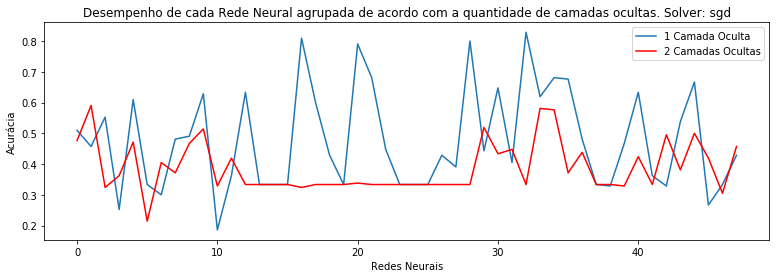 Desempenho de cada Rede Neural agrupada de acordo com a quantidade de camadas ocultas. Solver: sgd
1 Camada Oculta
2 Camadas Ocultas
Acurácia
0.8
0.7
0.6
0.5
0.4
0.3
0.2
0
10
20
30
40
Redes Neurais